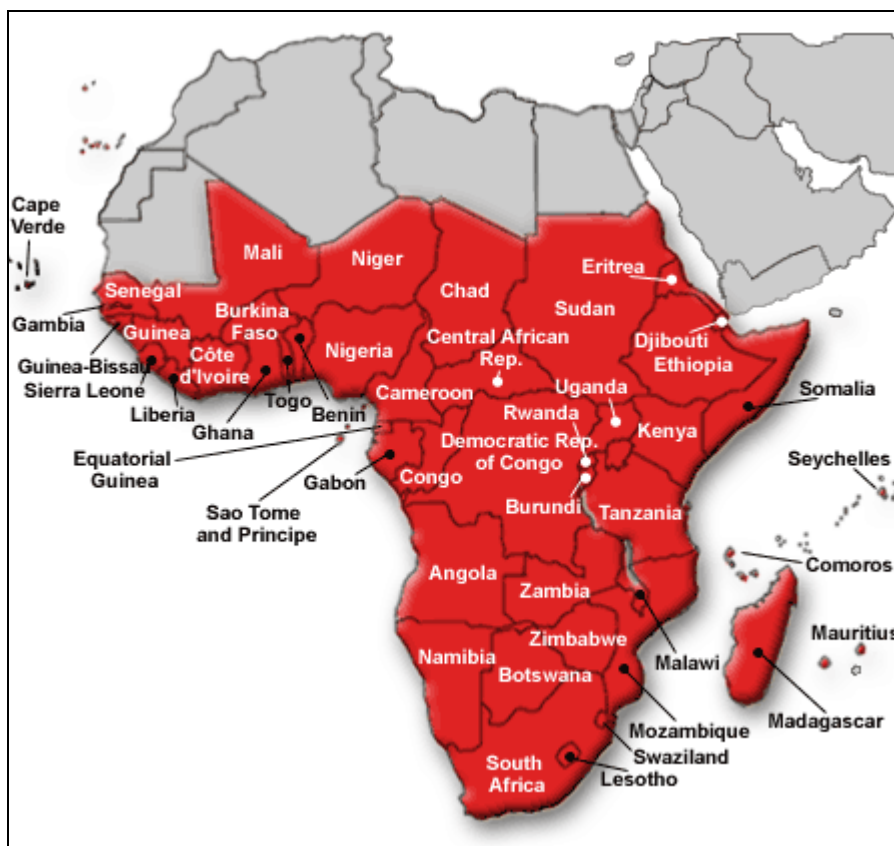 Cape
Verde
Mali
Niger
Chad
Sudan
Eritrea
Senegal
Gambia
Guinea
Burkina
Faso
Nigeria
Central African
Rep.
Djibouti
Ethiopia
Guinea-Bissau
Sierra Leone
Côte
d'Ivoire
Liberia
Ghana
Togo
Benin
Cameroon
Uganda
Somalia
Rwanda
Kenya
Democratic Rep.
of Congo
Equatorial
Guinea
Gabon
Congo
Burundi
Tanzania
Seychelles
Sao Tome
and Principe
Comoros
Angola
Zambia
Malawi
Mauritius
Namibia
Zimbabwe
Botswana
Mozambique
Madagascar
Swaziland
Lesotho
South
Africa